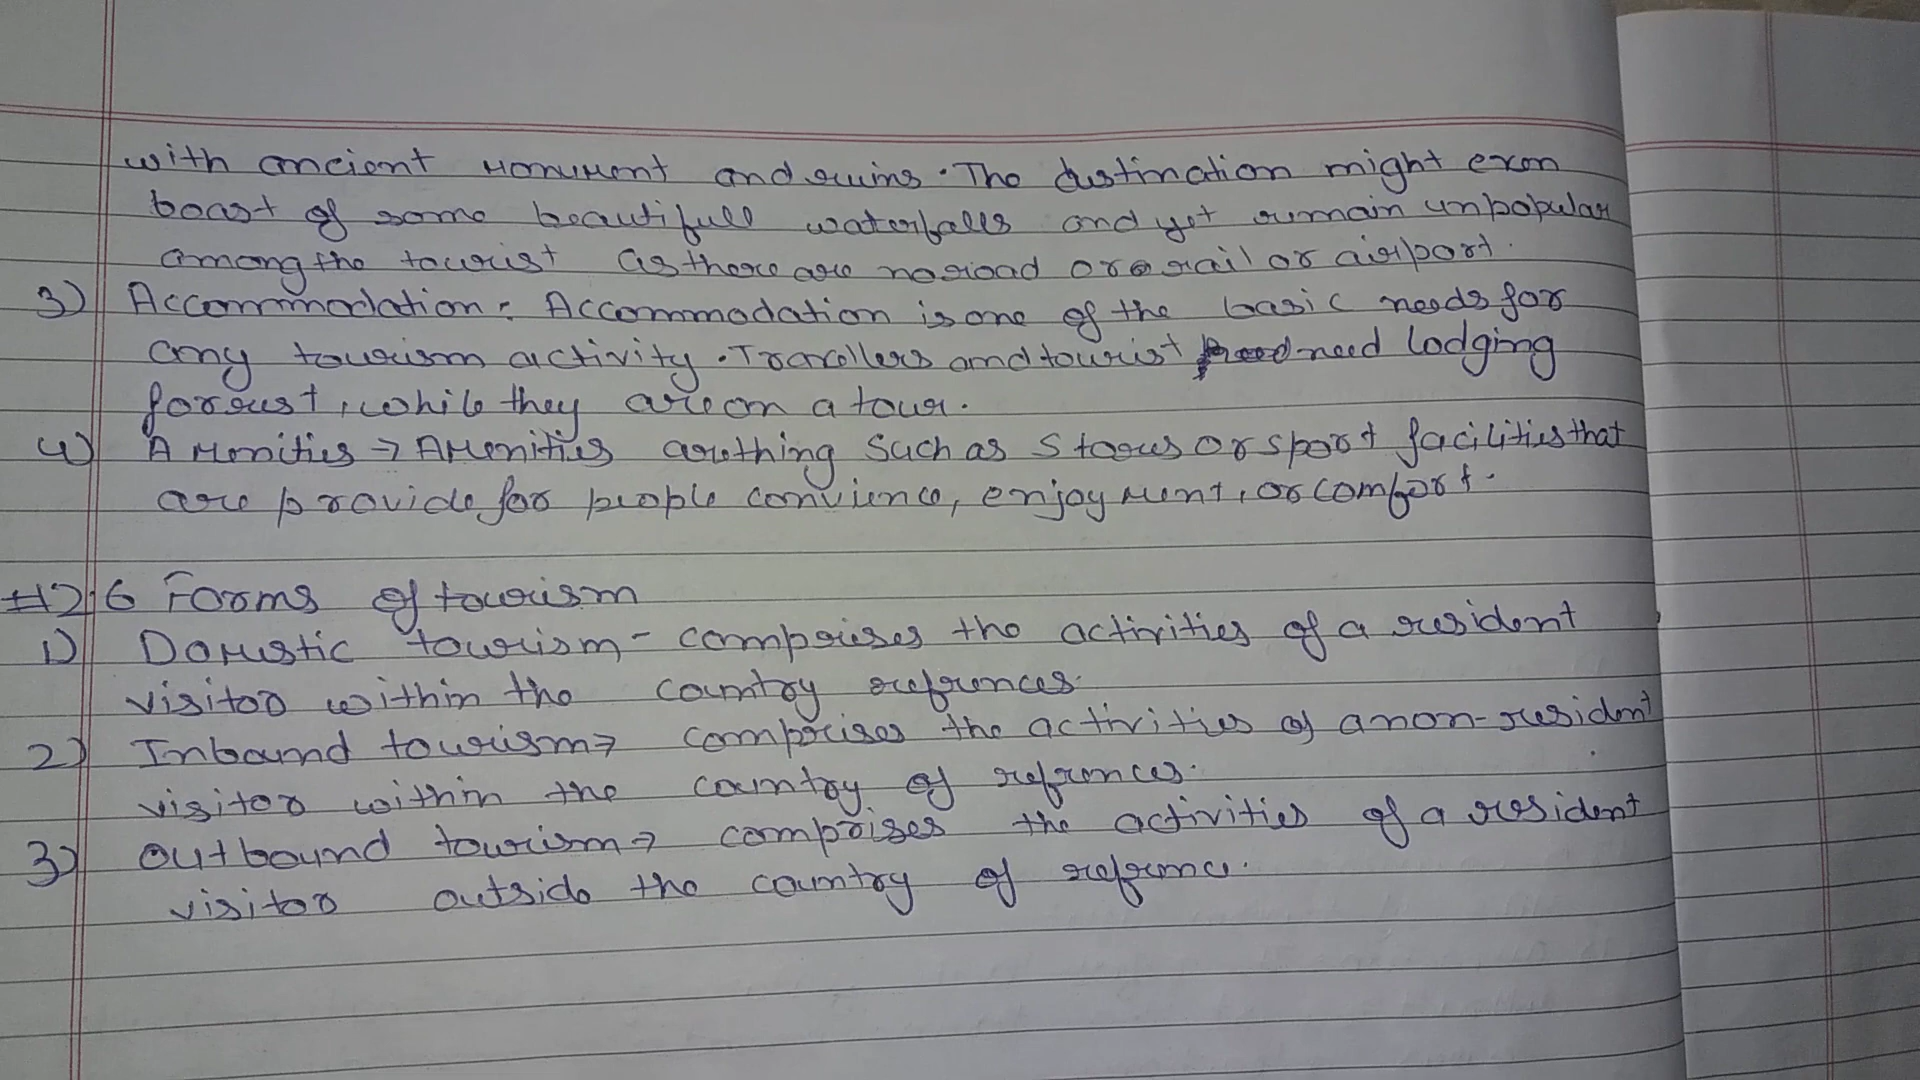 with ancient monument and ruins. The destination might even
boast of some beautifull waterfalls and yet remain unpopular
among the tourist as there are no road or rail or airport.
3) Accommodation: Accommodation is one of the basic needs for
any tourism activity. Travellers and tourist need lodging
for rest, while they are on a tour.
4) Amenities → Amenities are thing such as stores or sport facilities that
are provide for people convience, enjoyment, or comfort.
#2.6 Forms of tourism
1) Domestic tourism - comprises the activities of a resident
visitor within the country references.
2) Inbound tourism → comprises the activities of a non-resident
visitor within the country of references.
3) Outbound tourism → comprises the activities of a resident
visitor outside the country of reference.